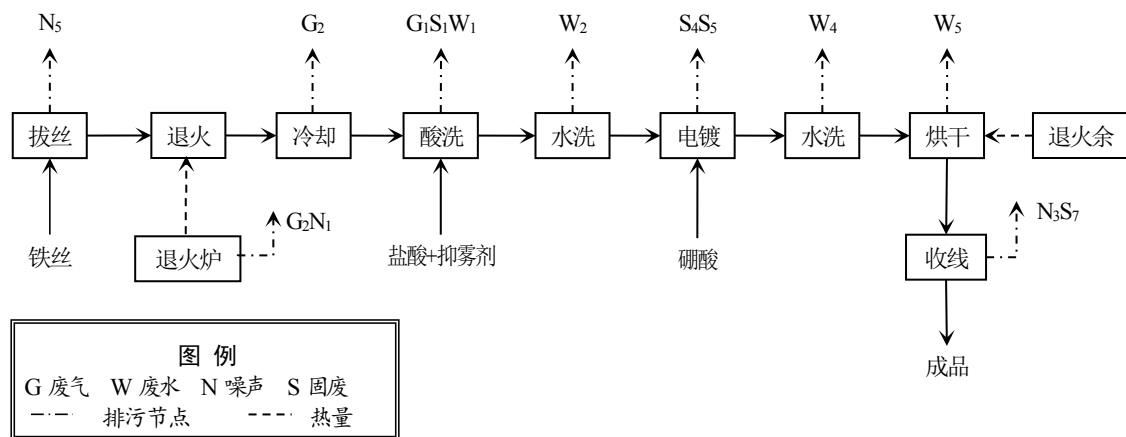 N₅ G₂ G₁S₁W₁ W₂ S₄S₅ W₄ W₅
拔丝 退火 冷却 酸洗 水洗 电镀 水洗 烘干 退火余
G₂N₁ N₃S₇
铁丝 退火炉 盐酸+抑雾剂 硼酸 收线
图 例
G 废气 W 废水 N 噪声 S 固废
排污节点 热量
成品